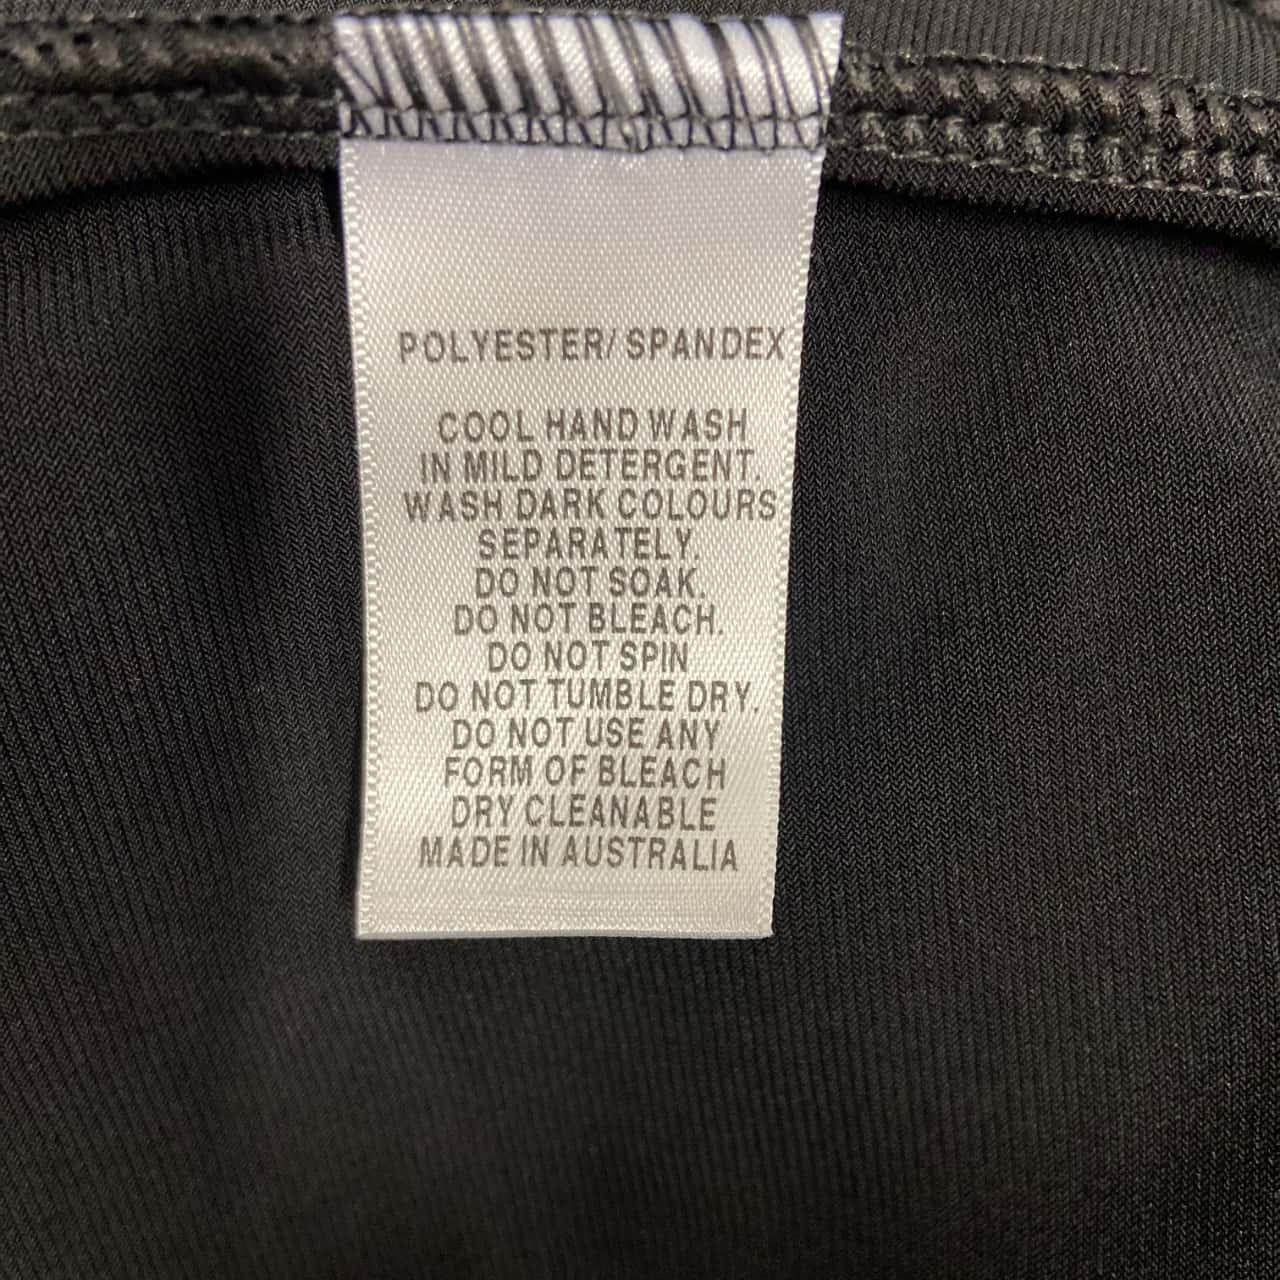 POLYESTER/ SPANDEX
COOL HAND WASH
IN MILD DETERGENT.
WASH DARK COLOURS
SEPARATELY.
DO NOT SOAK.
DO NOT BLEACH.
DO NOT SPIN
DO NOT TUMBLE DRY.
DO NOT USE ANY
FORM OF BLEACH
DRY CLEANABLE
MADE IN AUSTRALIA